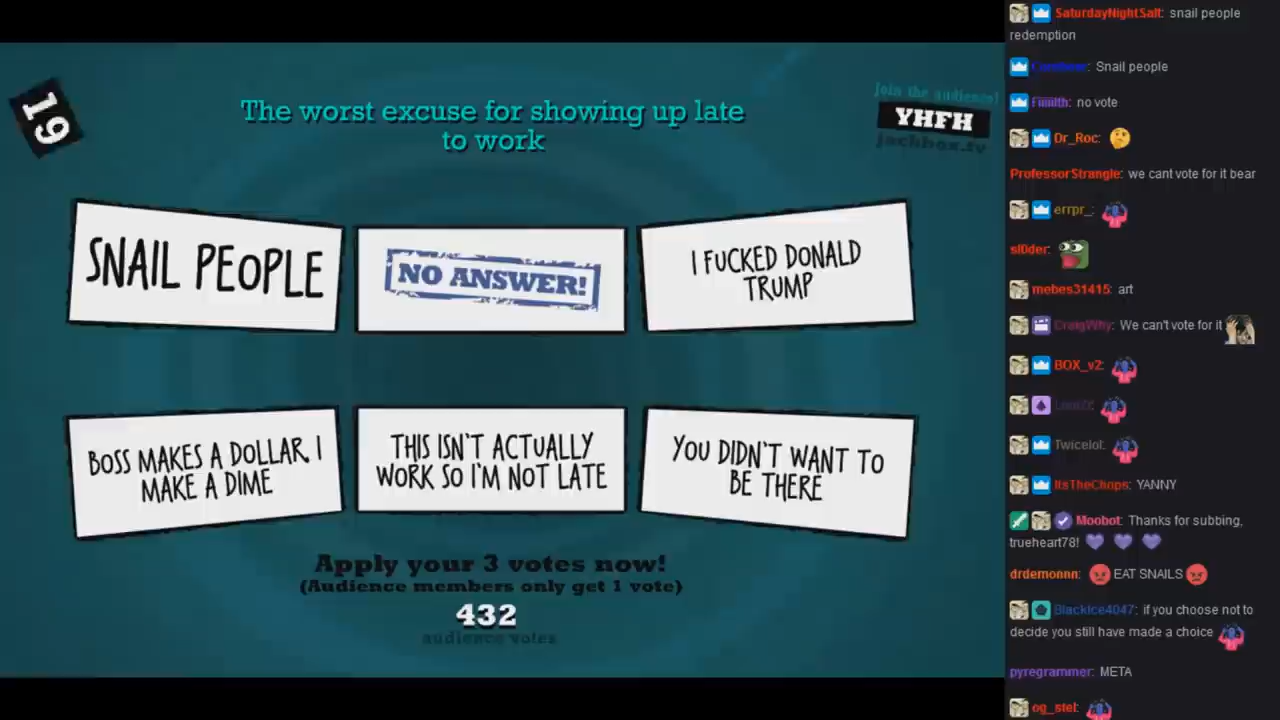 19
The worst excuse for showing up late
to work
Join the audience!
YHFH
jackbox.tv
SNAIL PEOPLE
NO ANSWER!
I FUCKED DONALD
TRUMP
BOSS MAKES A DOLLAR, I
MAKE A DIME
THIS ISN'T ACTUALLY
WORK SO I'M NOT LATE
YOU DIDN'T WANT TO
BE THERE
Apply your 3 votes now!
(Audience members only get 1 vote)
432
audience votes
SaturdayNightSalt: snail people
redemption
Snail people
no vote
Dr_Roc:
ProfessorStrangle: we cant vote for it bear
errpr_:
sl0der:
mebes31415: art
CraigWhy: We can't vote for it
BOX_v2:
Twicelol:
ItsTheChops: YANNY
Moobot: Thanks for subbing,
trueheart78!
drdemonnn: EAT SNAILS
BlackIce4047: if you choose not to
decide you still have made a choice
pyregrammer: META
og_stel: